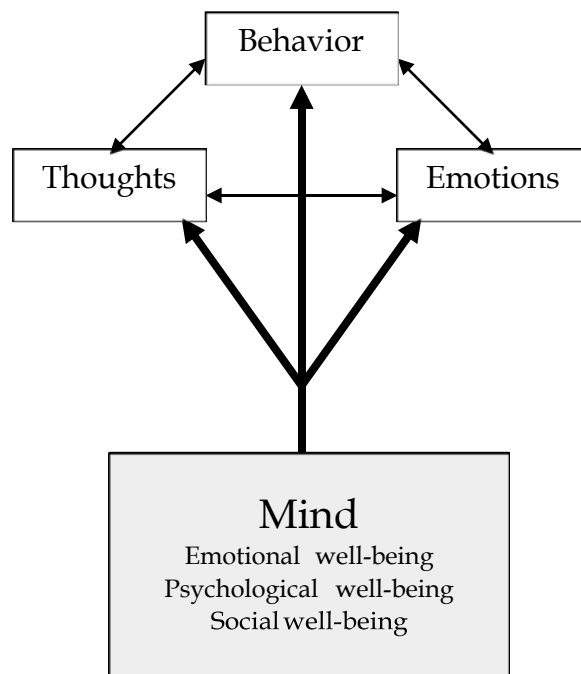 Behavior
Thoughts
Emotions
Mind
Emotional well-being
Psychological well-being
Social well-being